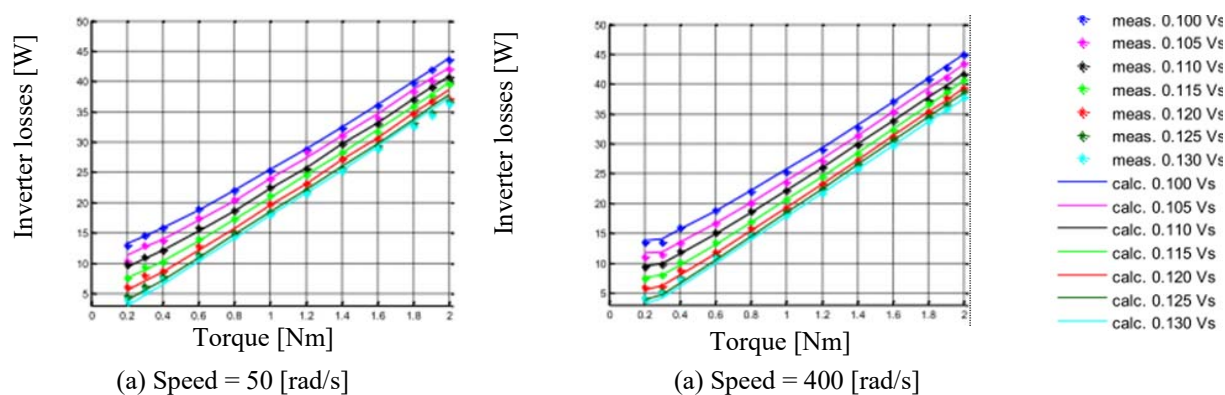 50
45
40
35
30
25
20
15
10
5
0 0.2 0.4 0.6 0.8 1 1.2 1.4 1.6 1.8 2
Inverter losses [W]
Torque [Nm]
(a) Speed = 50 [rad/s]
50
45
40
35
30
25
20
15
10
5
0 0.2 0.4 0.6 0.8 1 1.2 1.4 1.6 1.8 2
Inverter losses [W]
Torque [Nm]
(a) Speed = 400 [rad/s]
meas. 0.100 Vs
meas. 0.105 Vs
meas. 0.110 Vs
meas. 0.115 Vs
meas. 0.120 Vs
meas. 0.125 Vs
meas. 0.130 Vs
calc. 0.100 Vs
calc. 0.105 Vs
calc. 0.110 Vs
calc. 0.115 Vs
calc. 0.120 Vs
calc. 0.125 Vs
calc. 0.130 Vs